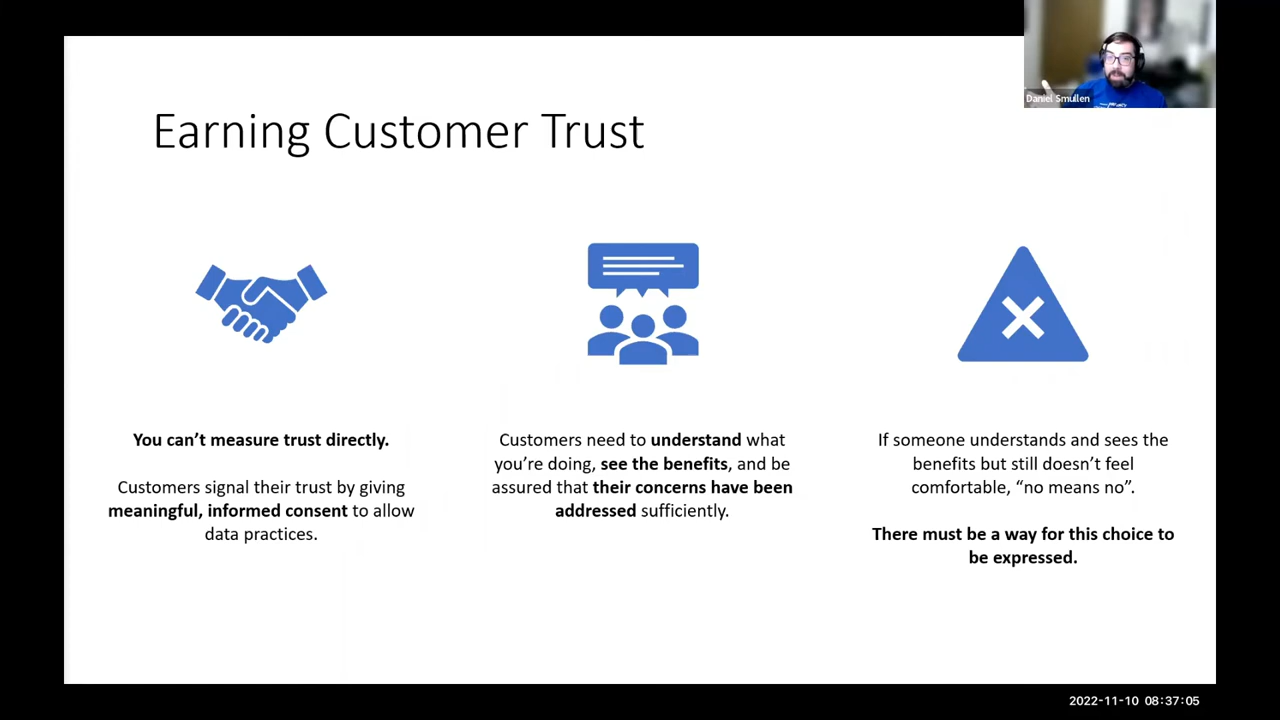 Daniel Smullen
Earning Customer Trust
You can't measure trust directly.
Customers signal their trust by giving
meaningful, informed consent to allow
data practices.
Customers need to understand what
you're doing, see the benefits, and be
assured that their concerns have been
addressed sufficiently.
If someone understands and sees the
benefits but still doesn't feel
comfortable, “no means no”.
There must be a way for this choice to
be expressed.
2022-11-10 08:37:05